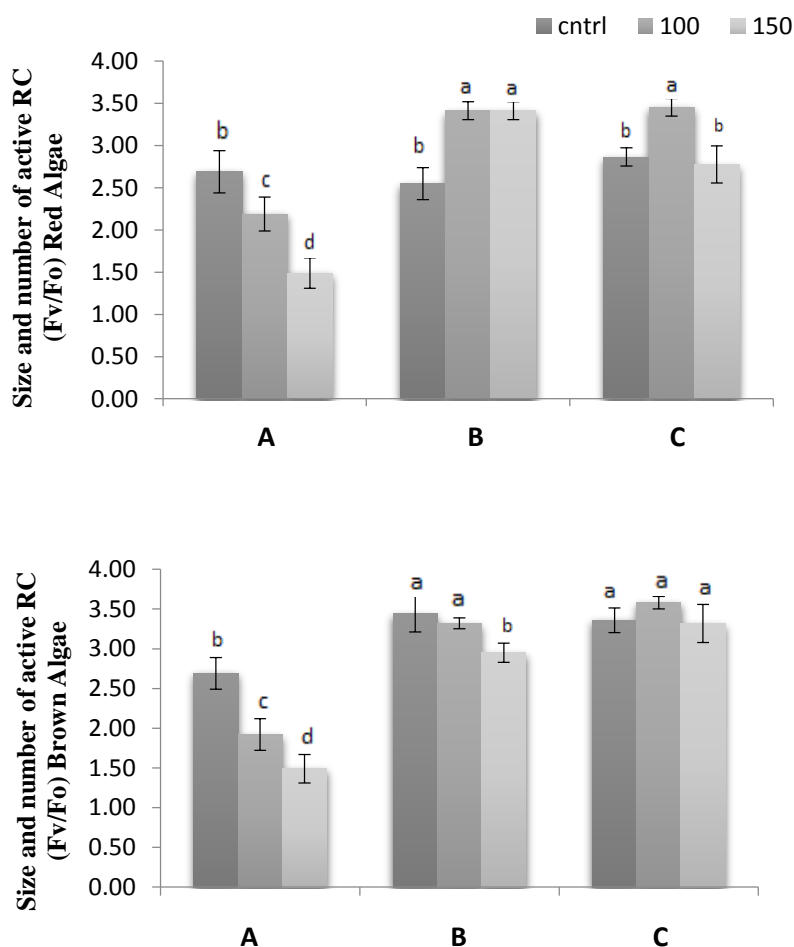 cntrl 100 150
Size and number of active RC
(Fv/Fo) Red Algae
4.00
3.50
3.00
2.50
2.00
1.50
1.00
0.50
0.00
b c d b a a b a b
A B C
Size and number of active RC
(Fv/Fo) Brown Algae
4.00
3.50
3.00
2.50
2.00
1.50
1.00
0.50
0.00
b c d a a b a a a
A B C